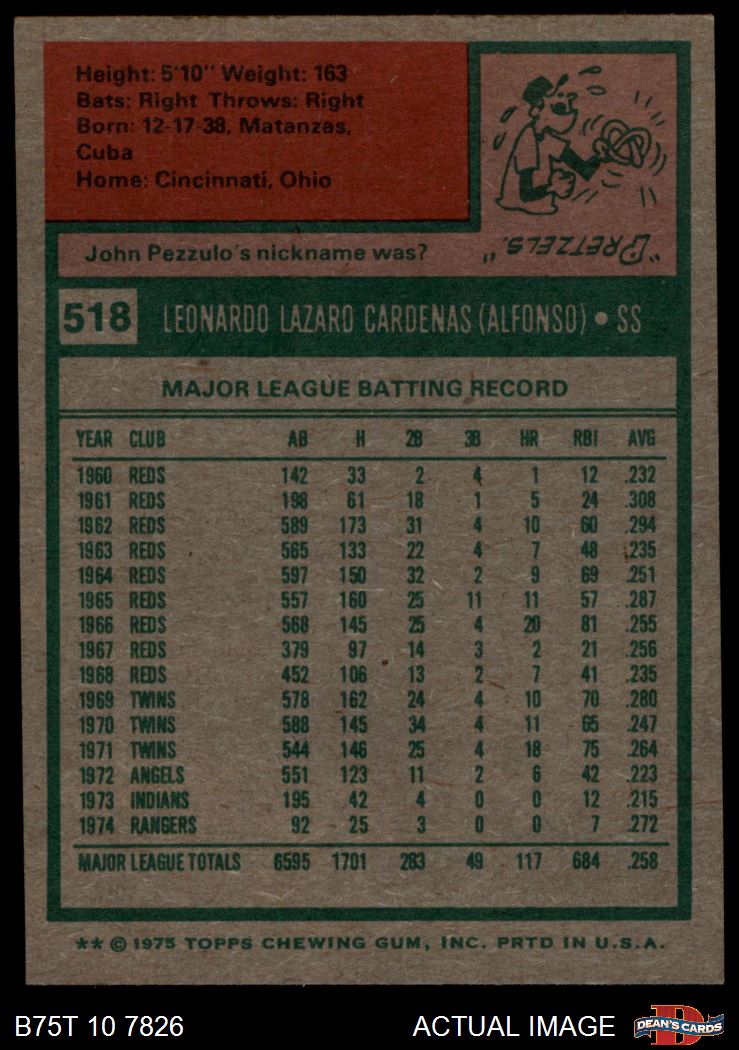 Height: 5'10" Weight: 163
Bats: Right Throws: Right
Born: 12-17-38, Matanzas,
Cuba
Home: Cincinnati, Ohio
"PRETZELS."
John Pezzulo's nickname was?
518 LEONARDO LAZARO CARDENAS (ALFONSO) • SS
MAJOR LEAGUE BATTING RECORD
YEAR CLUB AB H 2B 3B HR RBI AVG
1960 REDS 142 33 2 4 1 12 .232
1961 REDS 198 61 18 1 5 24 .308
1962 REDS 589 173 31 4 10 60 .294
1963 REDS 565 133 22 4 7 48 .235
1964 REDS 597 150 32 2 9 69 .251
1965 REDS 557 160 25 11 11 57 .287
1966 REDS 568 145 25 4 20 81 .255
1967 REDS 379 97 14 3 2 21 .256
1968 REDS 452 106 13 2 7 41 .235
1969 TWINS 578 162 24 4 10 70 .280
1970 TWINS 588 145 34 4 11 65 .247
1971 TWINS 544 146 25 4 18 75 .264
1972 ANGELS 551 123 11 2 6 42 .223
1973 INDIANS 195 42 4 0 0 12 .215
1974 RANGERS 92 25 3 0 0 7 .272
MAJOR LEAGUE TOTALS 6595 1701 283 49 117 684 .258
** © 1975 TOPPS CHEWING GUM, INC. PRTD IN U.S.A.
B75T 10 7826 ACTUAL IMAGE D DEAN'S CARDS